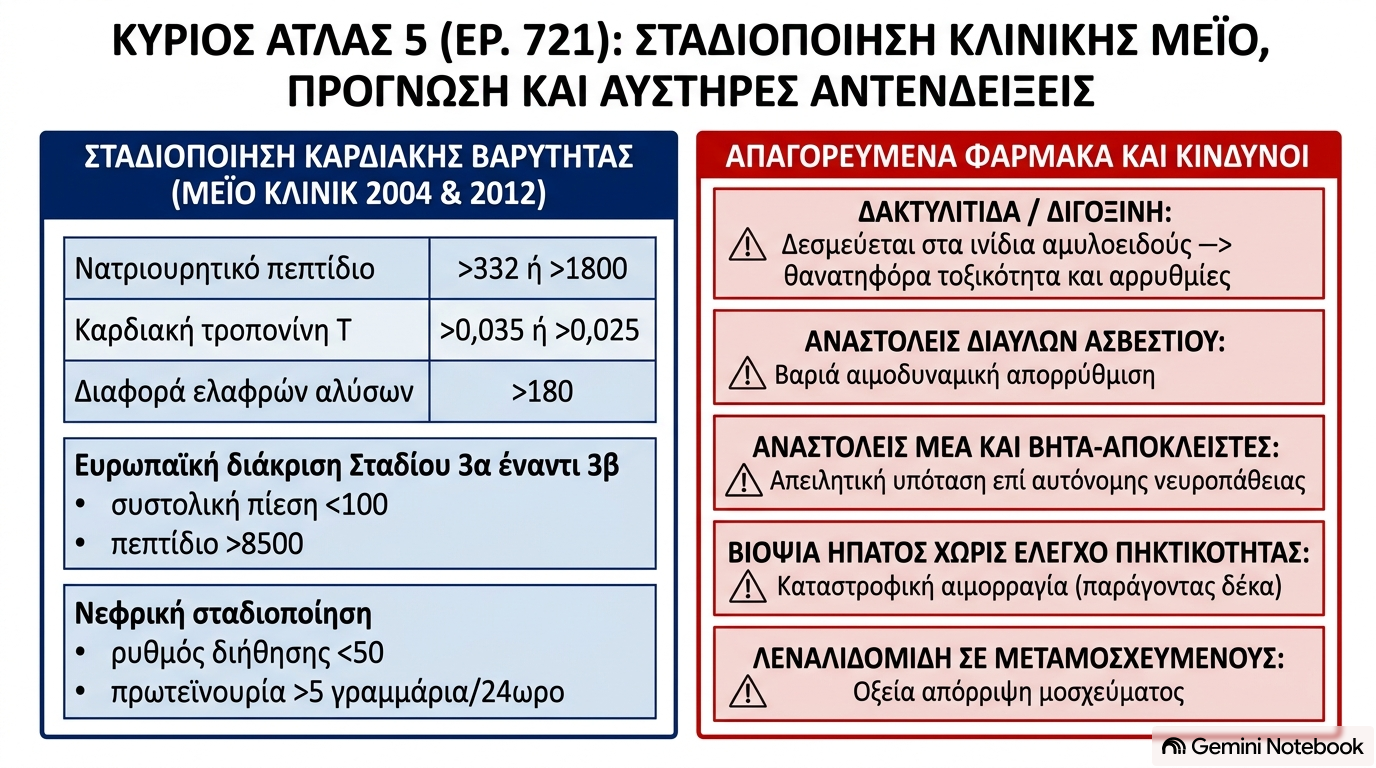 ΚΥΡΙΟΣ ΑΤΛΑΣ 5 (ΕΡ. 721): ΣΤΑΔΙΟΠΟΙΗΣΗ ΚΛΙΝΙΚΗΣ ΜΕΪΟ,
ΠΡΟΓΝΩΣΗ ΚΑΙ ΑΥΣΤΗΡΕΣ ΑΝΤΕΝΔΕΙΞΕΙΣ
ΣΤΑΔΙΟΠΟΙΗΣΗ ΚΑΡΔΙΑΚΗΣ ΒΑΡΥΤΗΤΑΣ
(ΜΕΪΟ ΚΛΙΝΙΚ 2004 & 2012)
Νατριουρητικό πεπτίδιο >332 ή >1800
Καρδιακή τροπονίνη Τ >0,035 ή >0,025
Διαφορά ελαφρών αλύσων >180
Ευρωπαϊκή διάκριση Σταδίου 3α έναντι 3β
• συστολική πίεση <100
• πεπτίδιο >8500
Νεφρική σταδιοποίηση
• ρυθμός διήθησης <50
• πρωτεϊνουρία >5 γραμμάρια/24ωρο
ΑΠΑΓΟΡΕΥΜΕΝΑ ΦΑΡΜΑΚΑ ΚΑΙ ΚΙΝΔΥΝΟΙ
ΔΑΚΤΥΛΙΤΙΔΑ / ΔΙΓΟΞΙΝΗ:
Δεσμεύεται στα ινίδια αμυλοειδούς —>
θανατηφόρα τοξικότητα και αρρυθμίες
ΑΝΑΣΤΟΛΕΙΣ ΔΙΑΥΛΩΝ ΑΣΒΕΣΤΙΟΥ:
Βαριά αιμοδυναμική απορρύθμιση
ΑΝΑΣΤΟΛΕΙΣ ΜΕΑ ΚΑΙ ΒΗΤΑ-ΑΠΟΚΛΕΙΣΤΕΣ:
Απειλητική υπόταση επί αυτόνομης νευροπάθειας
ΒΙΟΨΙΑ ΗΠΑΤΟΣ ΧΩΡΙΣ ΕΛΕΓΧΟ ΠΗΚΤΙΚΟΤΗΤΑΣ:
Καταστροφική αιμορραγία (παράγοντας δέκα)
ΛΕΝΑΛΙΔΟΜΙΔΗ ΣΕ ΜΕΤΑΜΟΣΧΕΥΜΕΝΟΥΣ:
Οξεία απόρριψη μοσχεύματος
Gemini Notebook